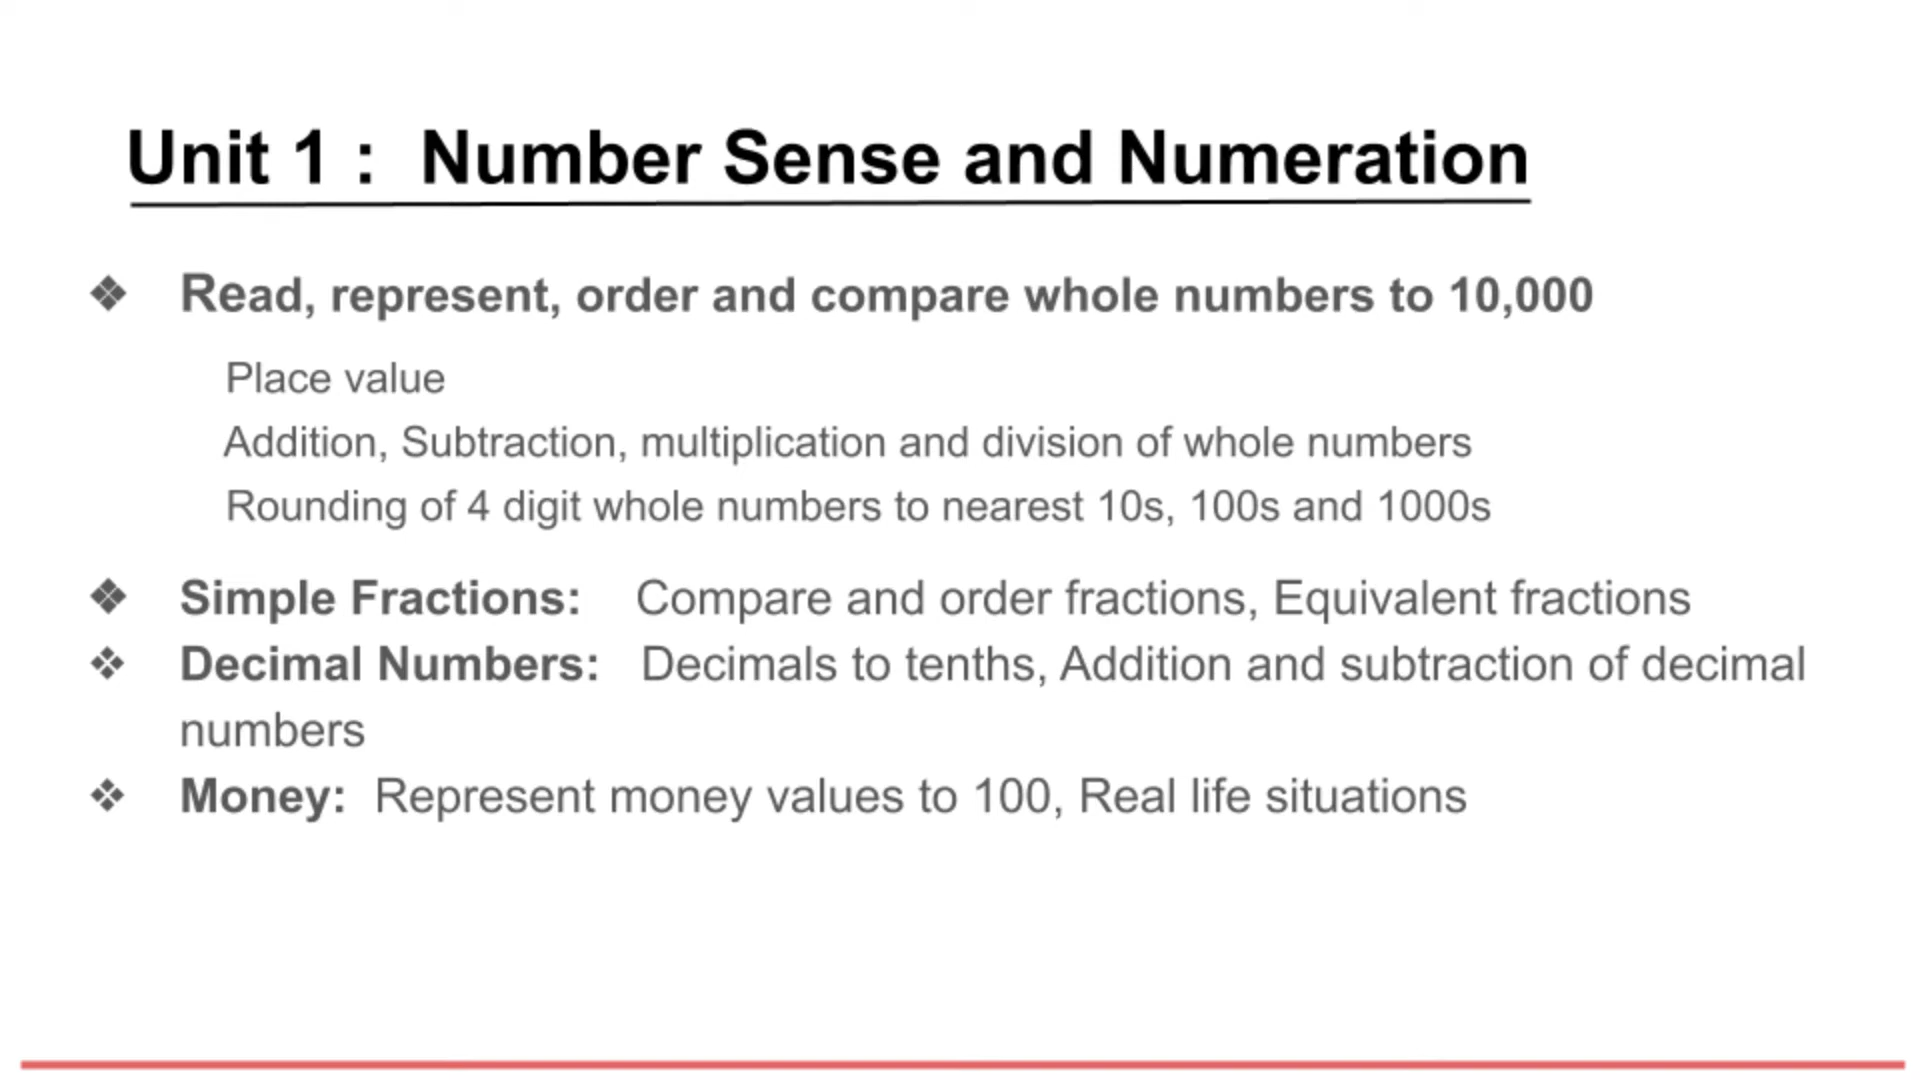 Unit 1 :  Number Sense and Numeration
❖ Read, represent, order and compare whole numbers to 10,000
Place value
Addition, Subtraction, multiplication and division of whole numbers
Rounding of 4 digit whole numbers to nearest 10s, 100s and 1000s
❖ Simple Fractions: Compare and order fractions, Equivalent fractions
❖ Decimal Numbers: Decimals to tenths, Addition and subtraction of decimal
numbers
❖ Money: Represent money values to 100, Real life situations